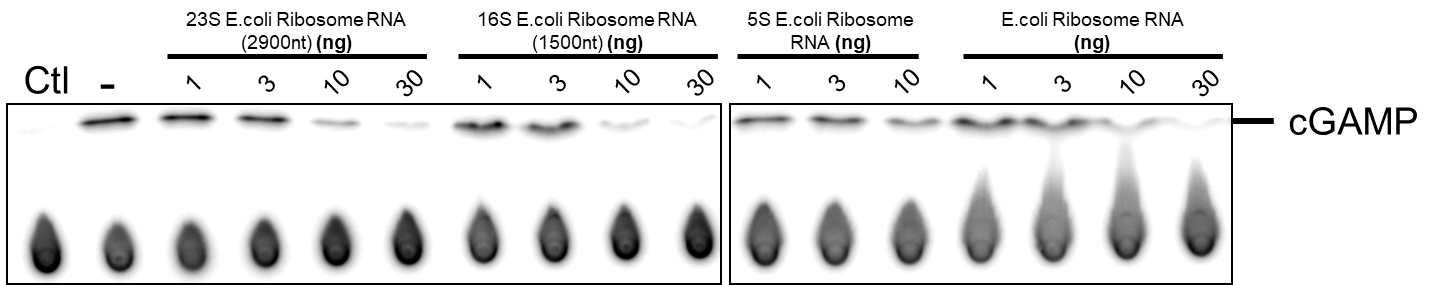 23S E.coli Ribosome RNA
(2900nt) (ng)
16S E.coli Ribosome RNA
(1500nt) (ng)
5S E.coli Ribosome
RNA (ng)
E.coli Ribosome RNA
(ng)
Ctl - 1 3 10 30 1 3 10 30 1 3 10 1 3 10 30
cGAMP